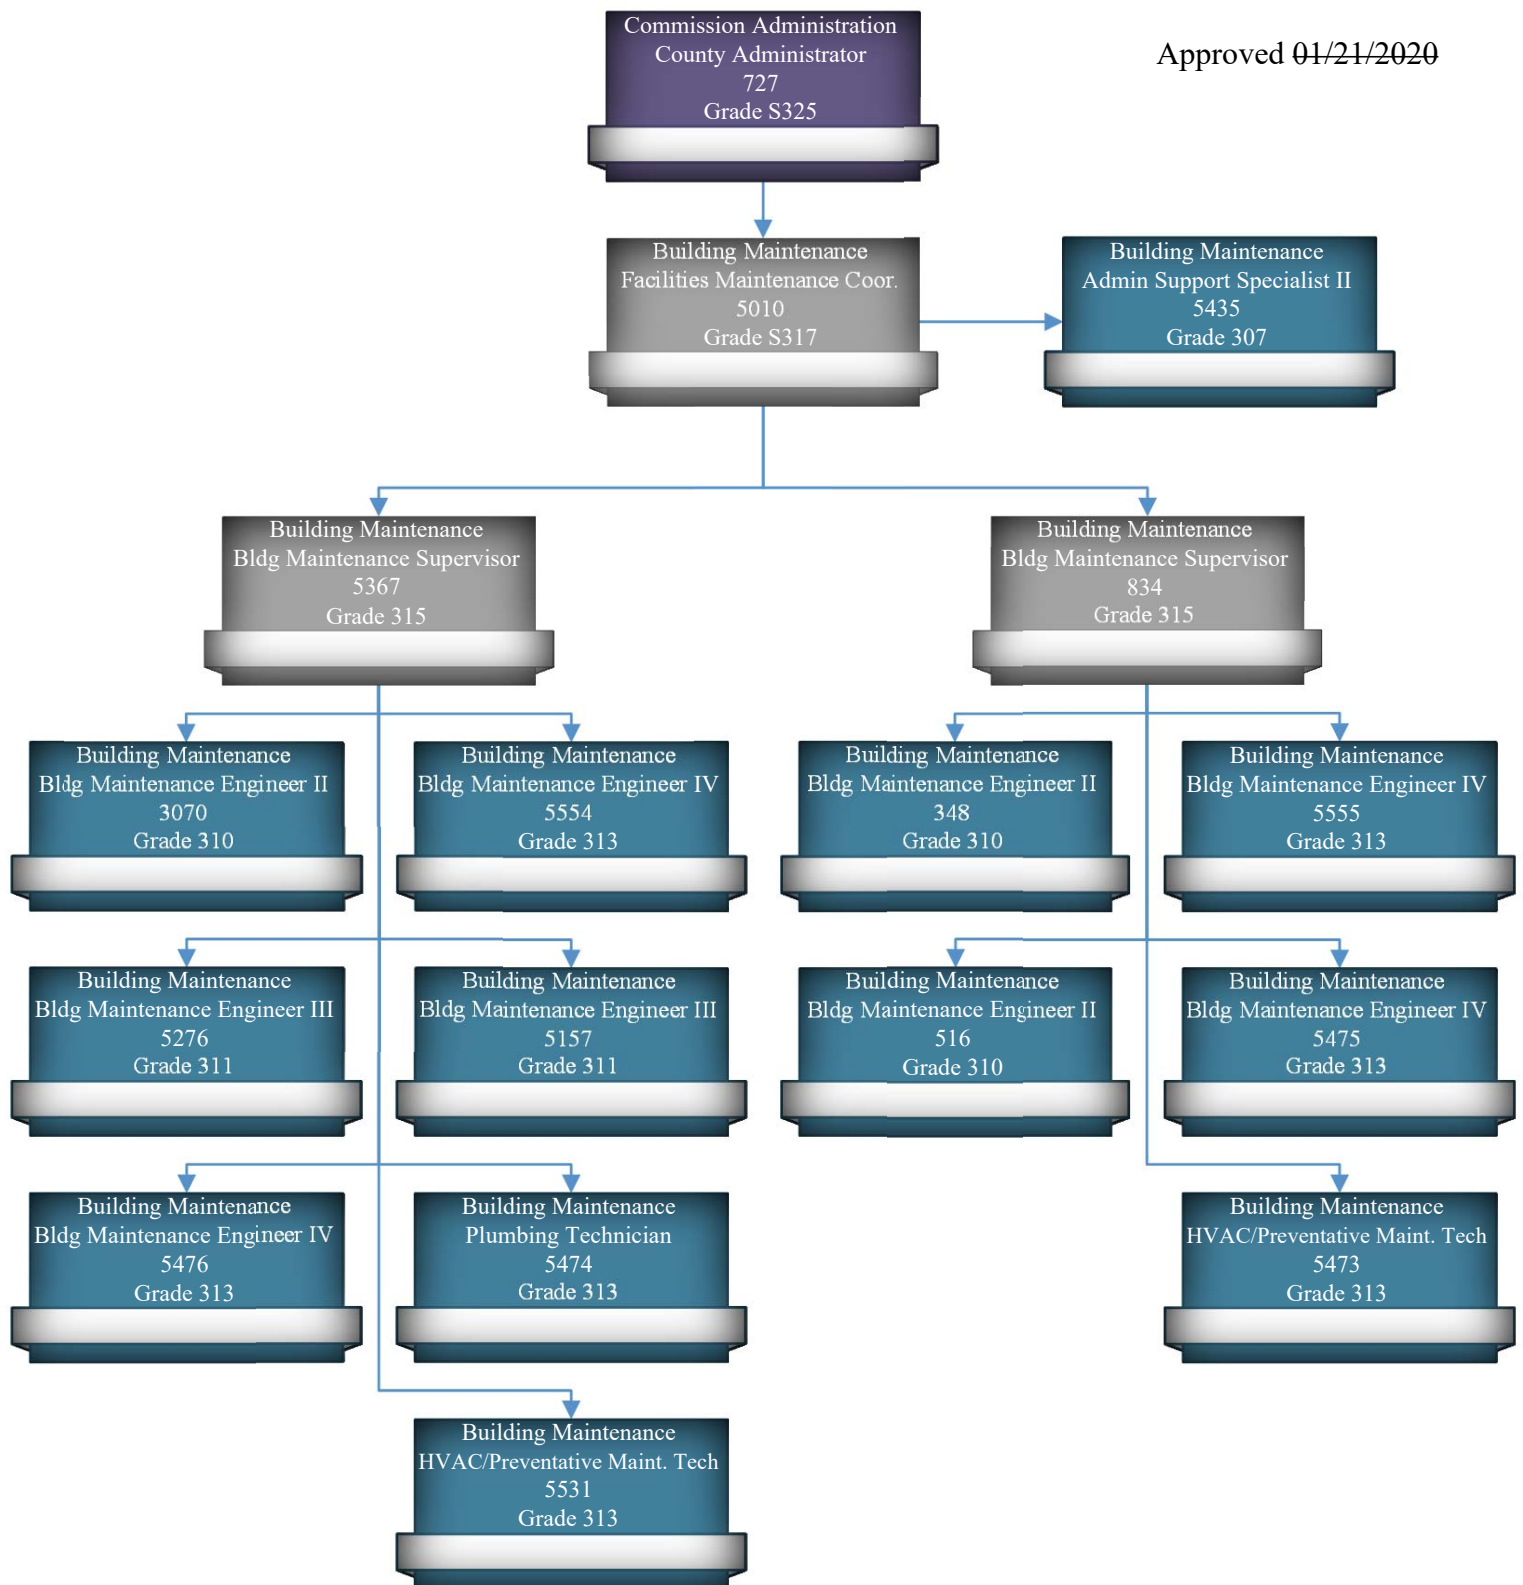 Commission Administration
County Administrator
727
Grade S325
Approved 01/21/2020
Building Maintenance
Facilities Maintenance Coor.
5010
Grade S317
Building Maintenance
Admin Support Specialist II
5435
Grade 307
Building Maintenance
Bldg Maintenance Supervisor
5367
Grade 315
Building Maintenance
Bldg Maintenance Supervisor
834
Grade 315
Building Maintenance
Bldg Maintenance Engineer II
3070
Grade 310
Building Maintenance
Bldg Maintenance Engineer IV
5554
Grade 313
Building Maintenance
Bldg Maintenance Engineer II
348
Grade 310
Building Maintenance
Bldg Maintenance Engineer IV
5555
Grade 313
Building Maintenance
Bldg Maintenance Engineer III
5276
Grade 311
Building Maintenance
Bldg Maintenance Engineer III
5157
Grade 311
Building Maintenance
Bldg Maintenance Engineer II
516
Grade 310
Building Maintenance
Bldg Maintenance Engineer IV
5475
Grade 313
Building Maintenance
Bldg Maintenance Engineer IV
5476
Grade 313
Building Maintenance
Plumbing Technician
5474
Grade 313
Building Maintenance
HVAC/Preventative Maint. Tech
5473
Grade 313
Building Maintenance
HVAC/Preventative Maint. Tech
5531
Grade 313